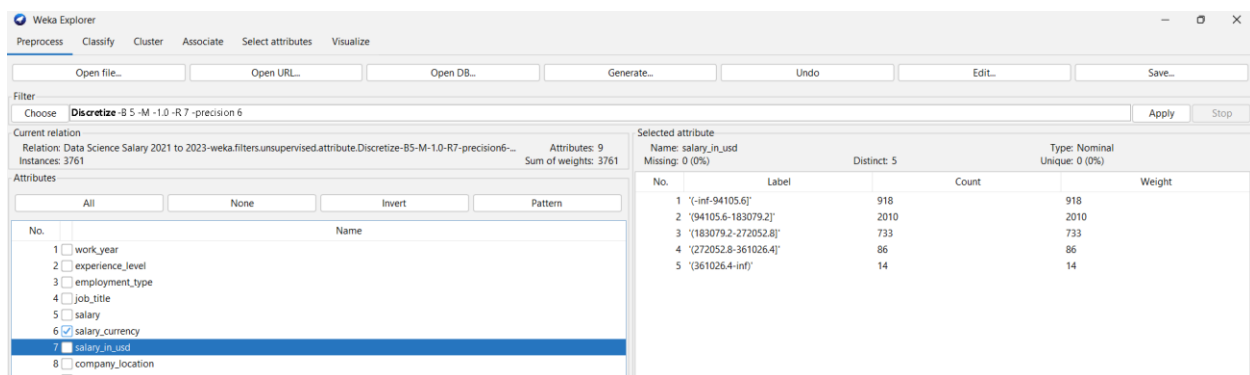 Weka Explorer
Preprocess Classify Cluster Associate Select attributes Visualize
Open file... Open URL... Open DB... Generate... Undo Edit... Save...
Filter
Choose Discretize -B 5 -M -1.0 -R 7 -precision 6 Apply Stop
Current relation
Relation: Data Science Salary 2021 to 2023-weka.filters.unsupervised.attribute.Discretize-B5-M-1.0-R7-precision6-... Attributes: 9
Instances: 3761 Sum of weights: 3761
Attributes
All None Invert Pattern
No. Name
1 work_year
2 experience_level
3 employment_type
4 job_title
5 salary
6 salary_currency
7 salary_in_usd
8 company_location
Selected attribute
Name: salary_in_usd Type: Nominal
Missing: 0 (0%) Distinct: 5 Unique: 0 (0%)
No. Label Count Weight
1 '(-inf-94105.6]' 918 918
2 '(94105.6-183079.2]' 2010 2010
3 '(183079.2-272052.8]' 733 733
4 '(272052.8-361026.4]' 86 86
5 '(361026.4-inf)' 14 14